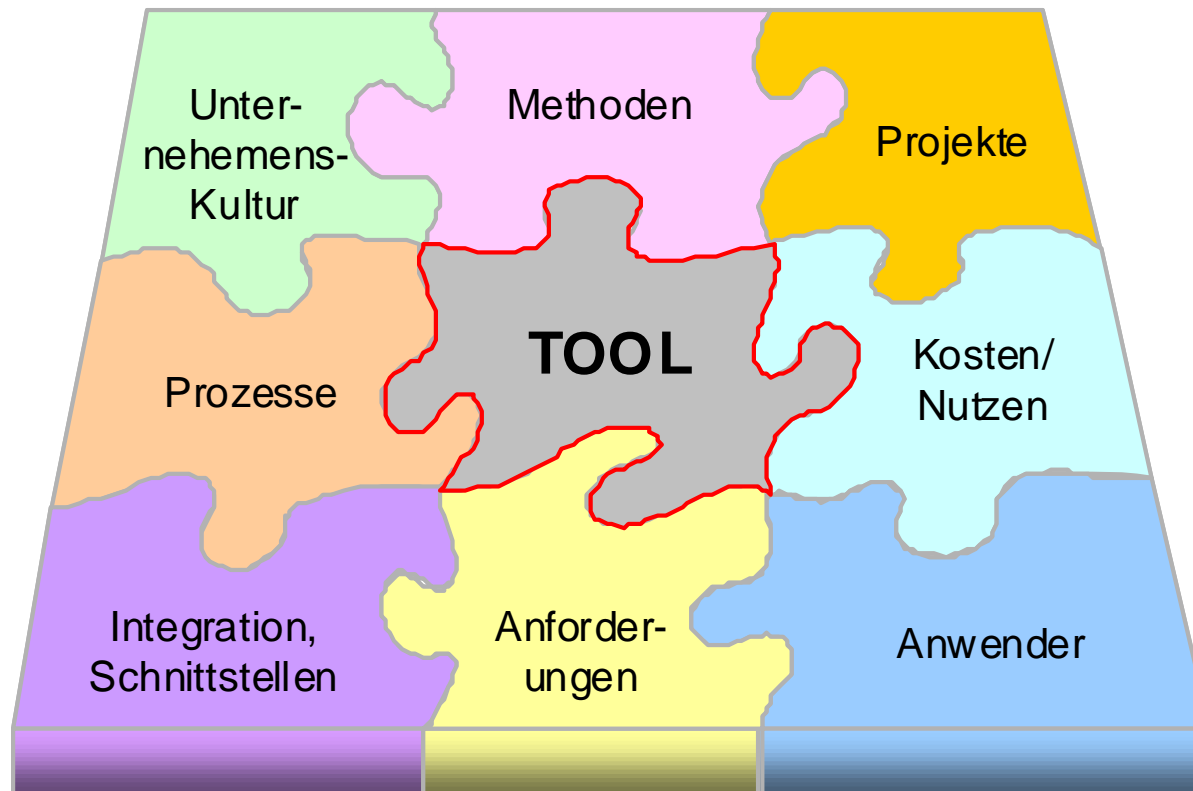 Unter-
nehemens-
Kultur
Methoden
Projekte
Prozesse
TOOL
Kosten/
Nutzen
Integration,
Schnittstellen
Anforder-
ungen
Anwender